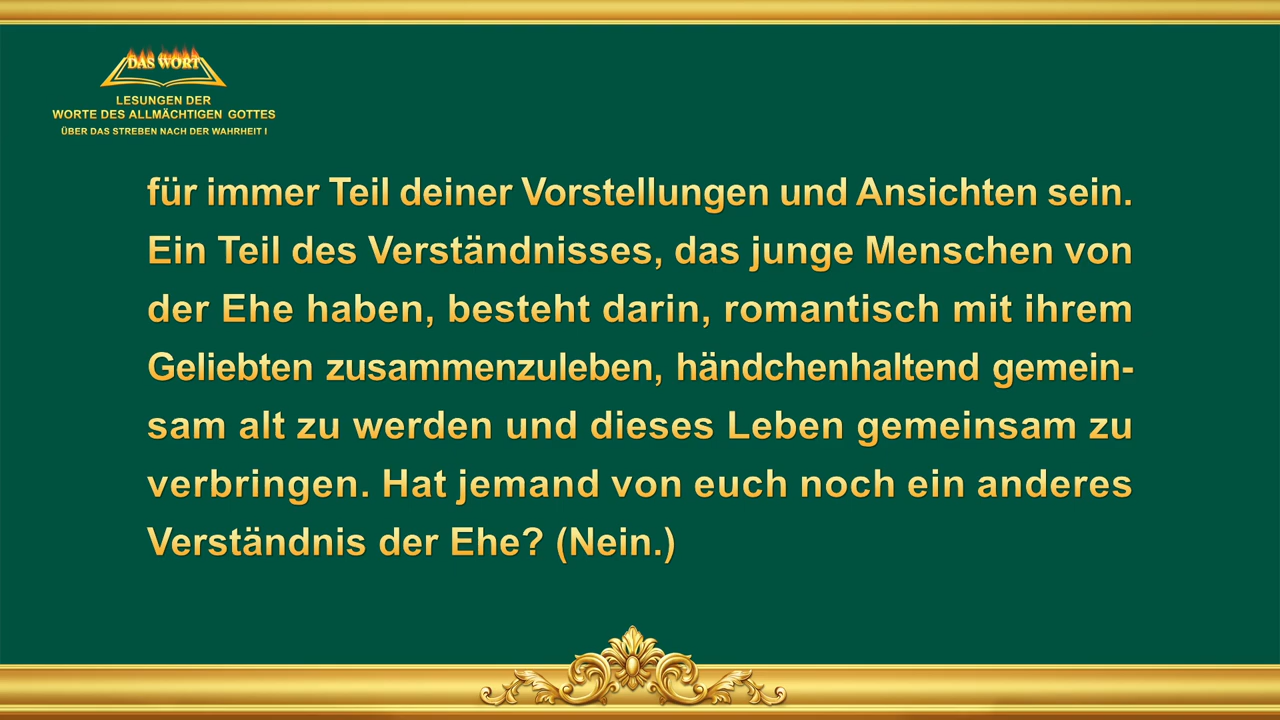 DAS WORT
LESUNGEN DER
WORTE DES ALLMÄCHTIGEN GOTTES
ÜBER DAS STREBEN NACH DER WAHRHEIT I
für immer Teil deiner Vorstellungen und Ansichten sein.
Ein Teil des Verständnisses, das junge Menschen von
der Ehe haben, besteht darin, romantisch mit ihrem
Geliebten zusammenzuleben, händchenhaltend gemein-
sam alt zu werden und dieses Leben gemeinsam zu
verbringen. Hat jemand von euch noch ein anderes
Verständnis der Ehe? (Nein.)